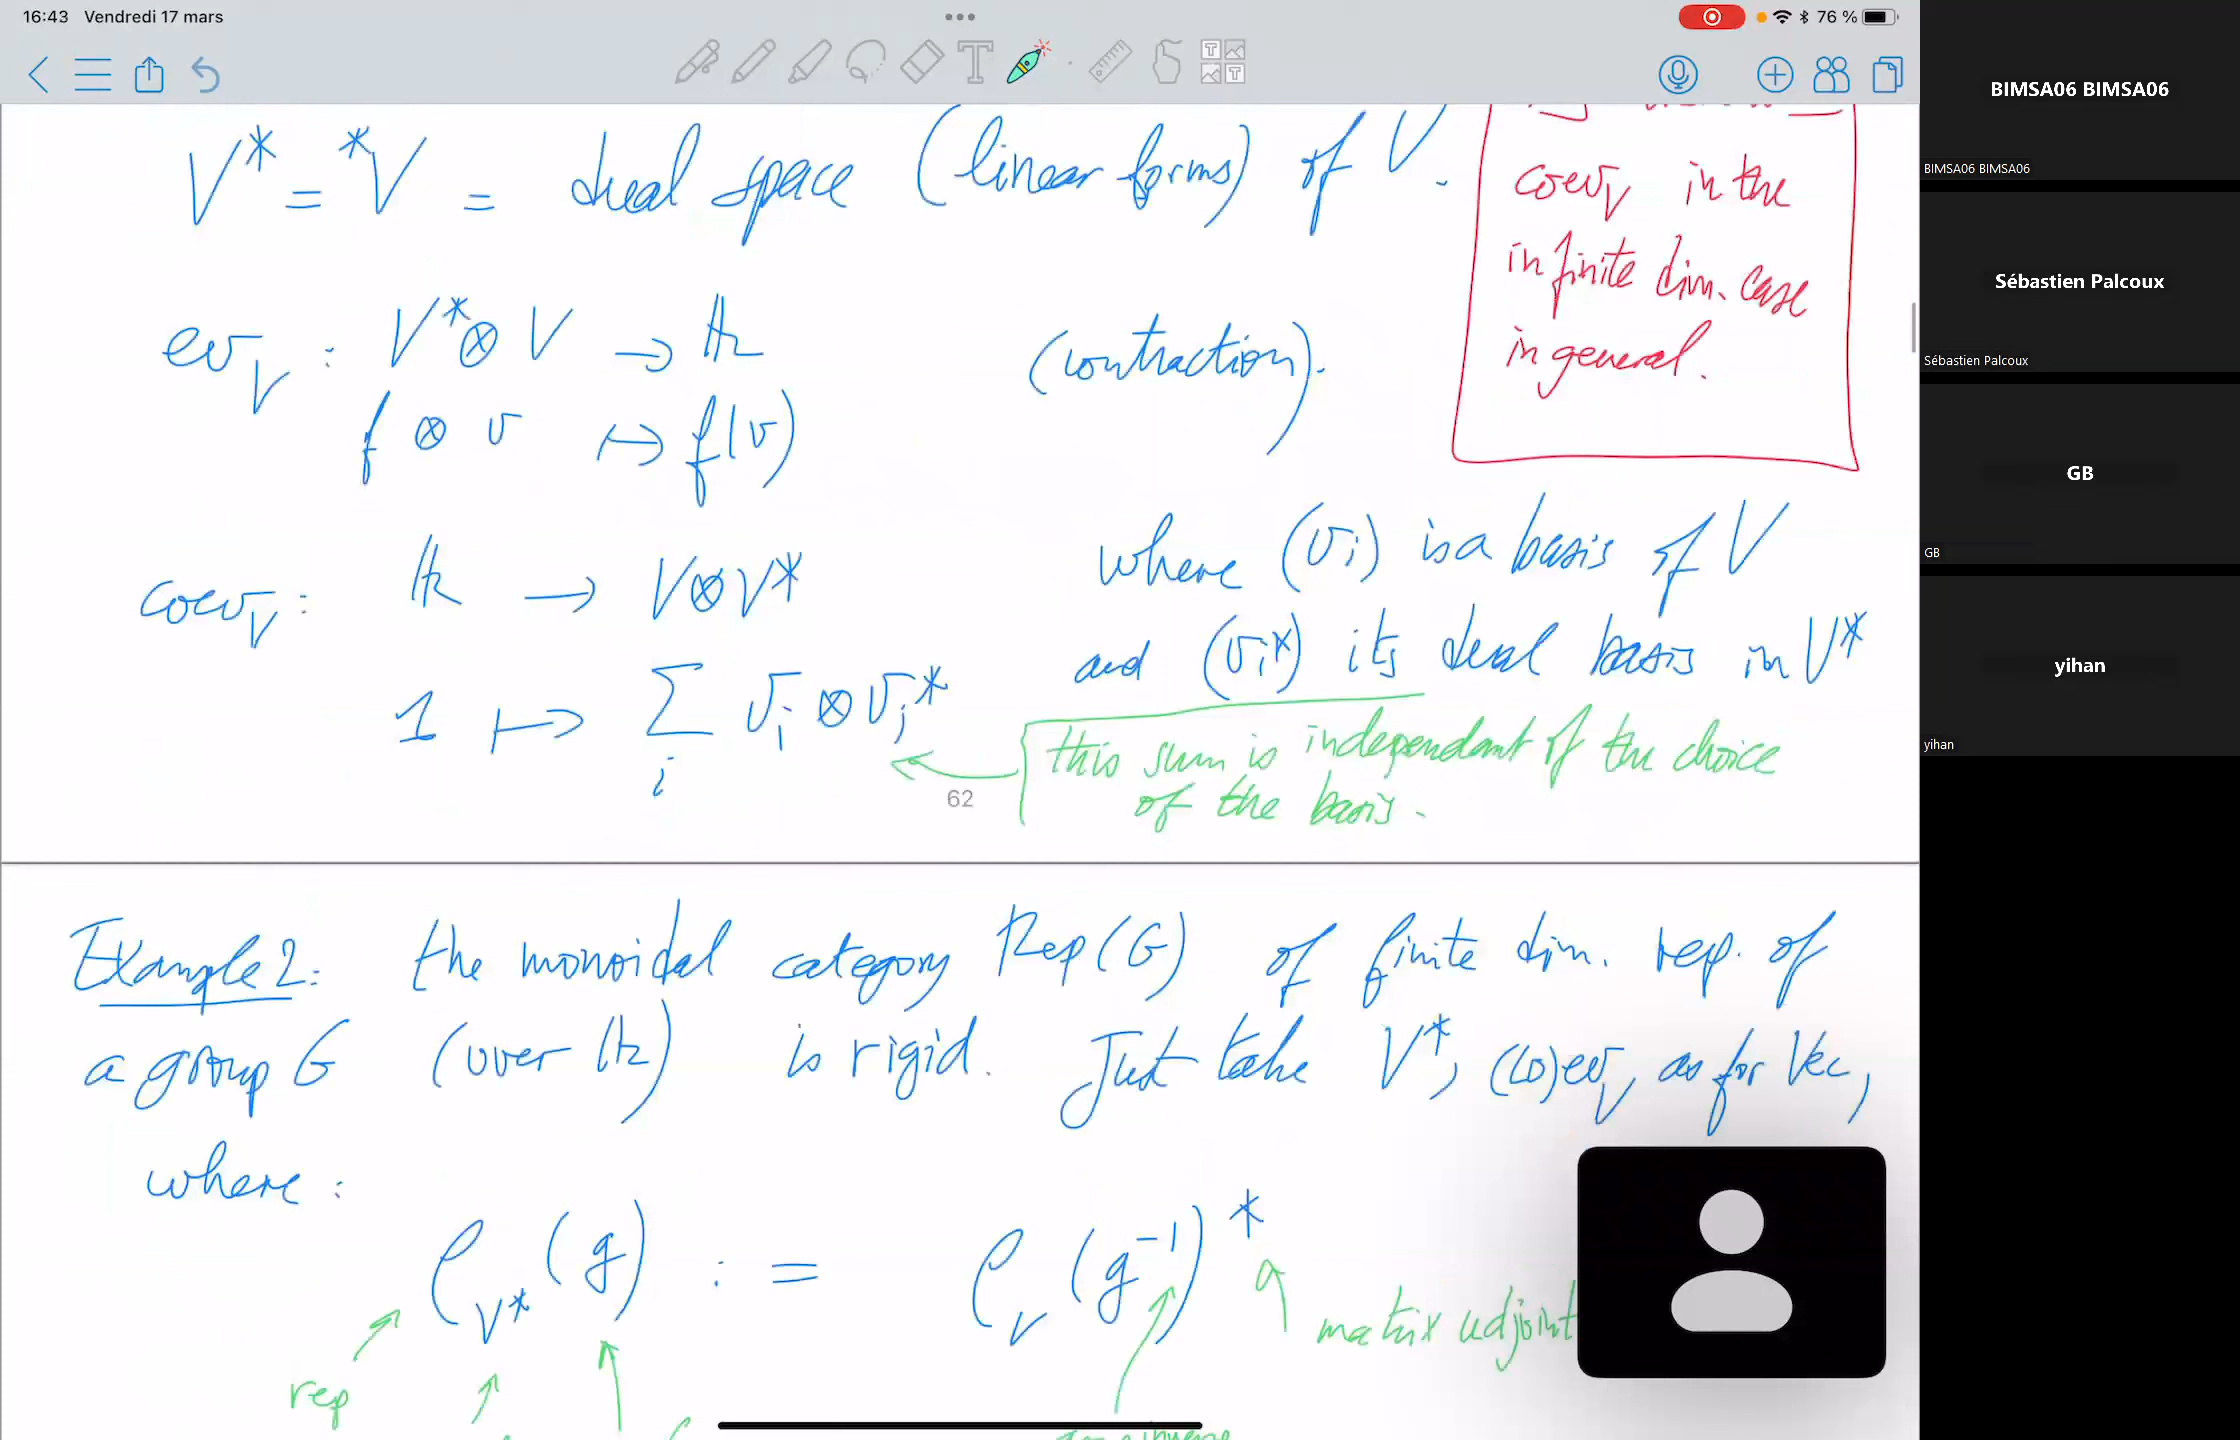 16:43 Vendredi 17 mars
76 %
V* = *V = dual space (linear forms) of V.
coev_V in the
infinite dim. case
in general.
ev_V : V* ⊗ V → 𝕜 (contraction).
f ⊗ v ↦ f(v)
coev_V : 𝕜 → V⊗V* where (v_i) is a basis of V
and (v_i*) its dual basis in V*
1 ↦ ∑_i v_i ⊗ v_i*
this sum is independant of the choice
of the basis.
62
Example 2: the monoidal category Rep(G) of finite dim. rep. of
a group G (over 𝕜) is rigid. Just take V*, (co)ev_V as for Vec,
where :
ρ_V* (g) := ρ_V (g⁻¹)*
matrix adjoint
rep
BIMSA06 BIMSA06
BIMSA06 BIMSA06
Sébastien Palcoux
Sébastien Palcoux
GB
GB
yihan
yihan